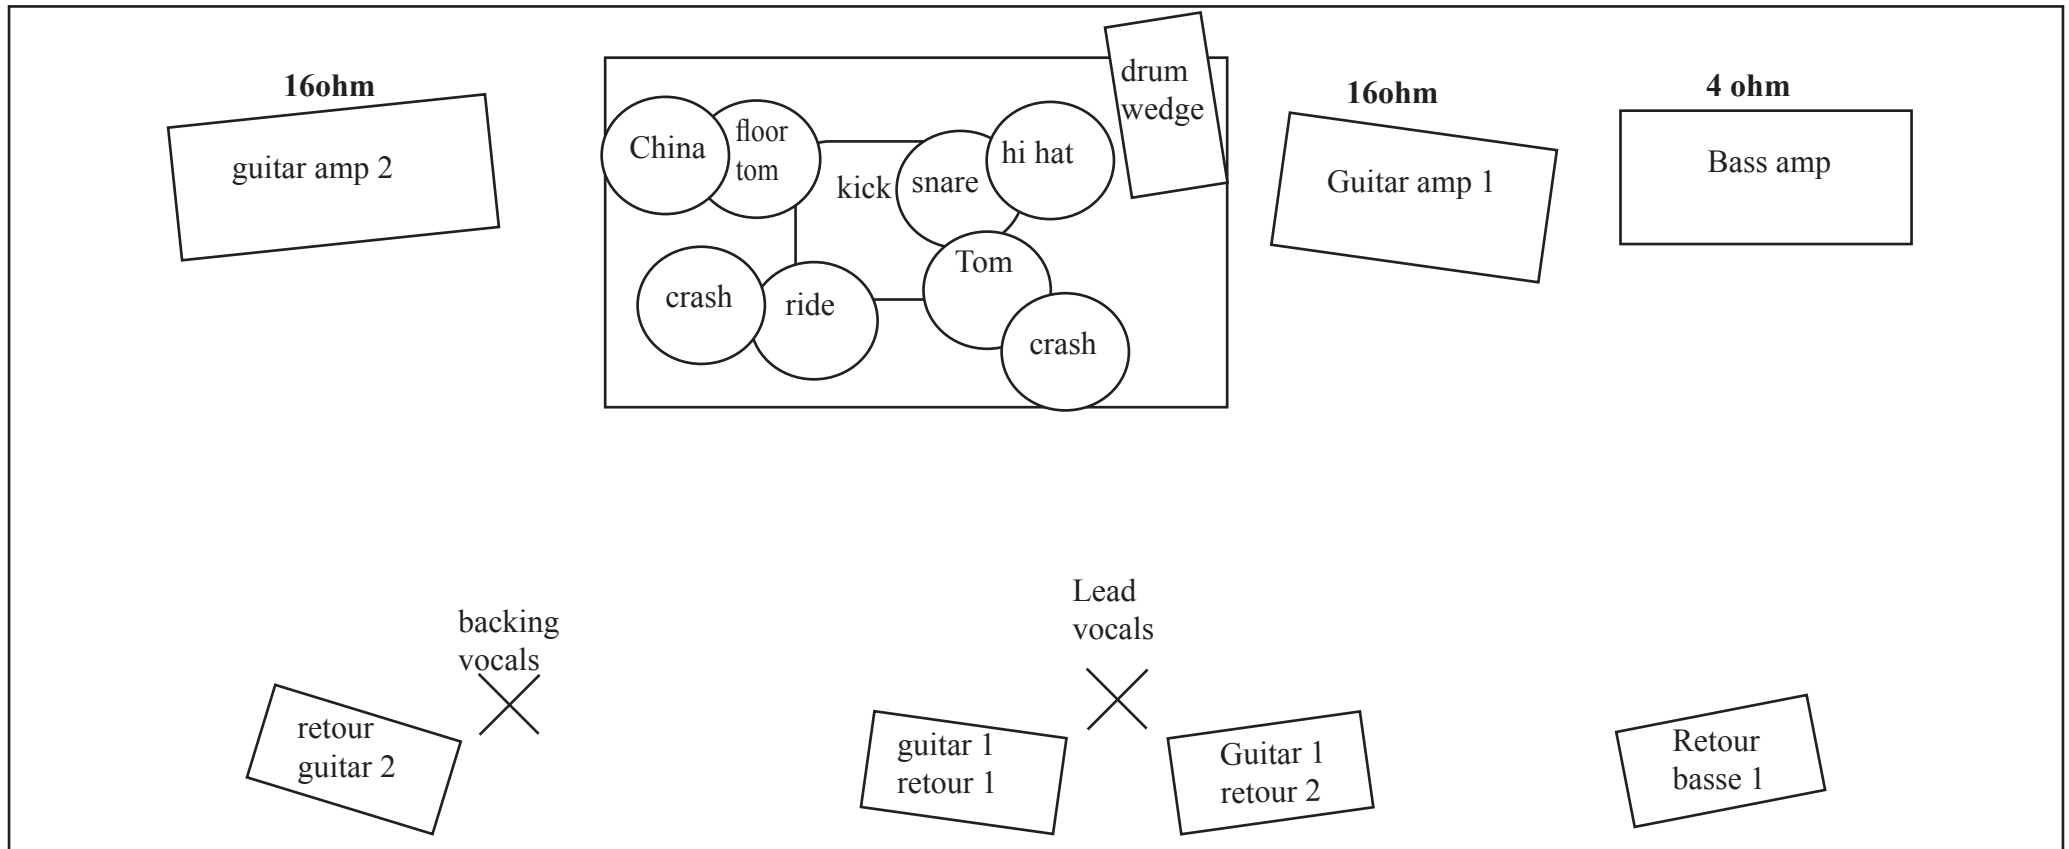 16ohm
guitar amp 2
China
floor
tom
kick
snare
hi hat
drum
wedge
crash
ride
Tom
crash
16ohm
Guitar amp 1
4 ohm
Bass amp
backing
vocals
Lead
vocals
retour
guitar 2
guitar 1
retour 1
Guitar 1
retour 2
Retour
basse 1